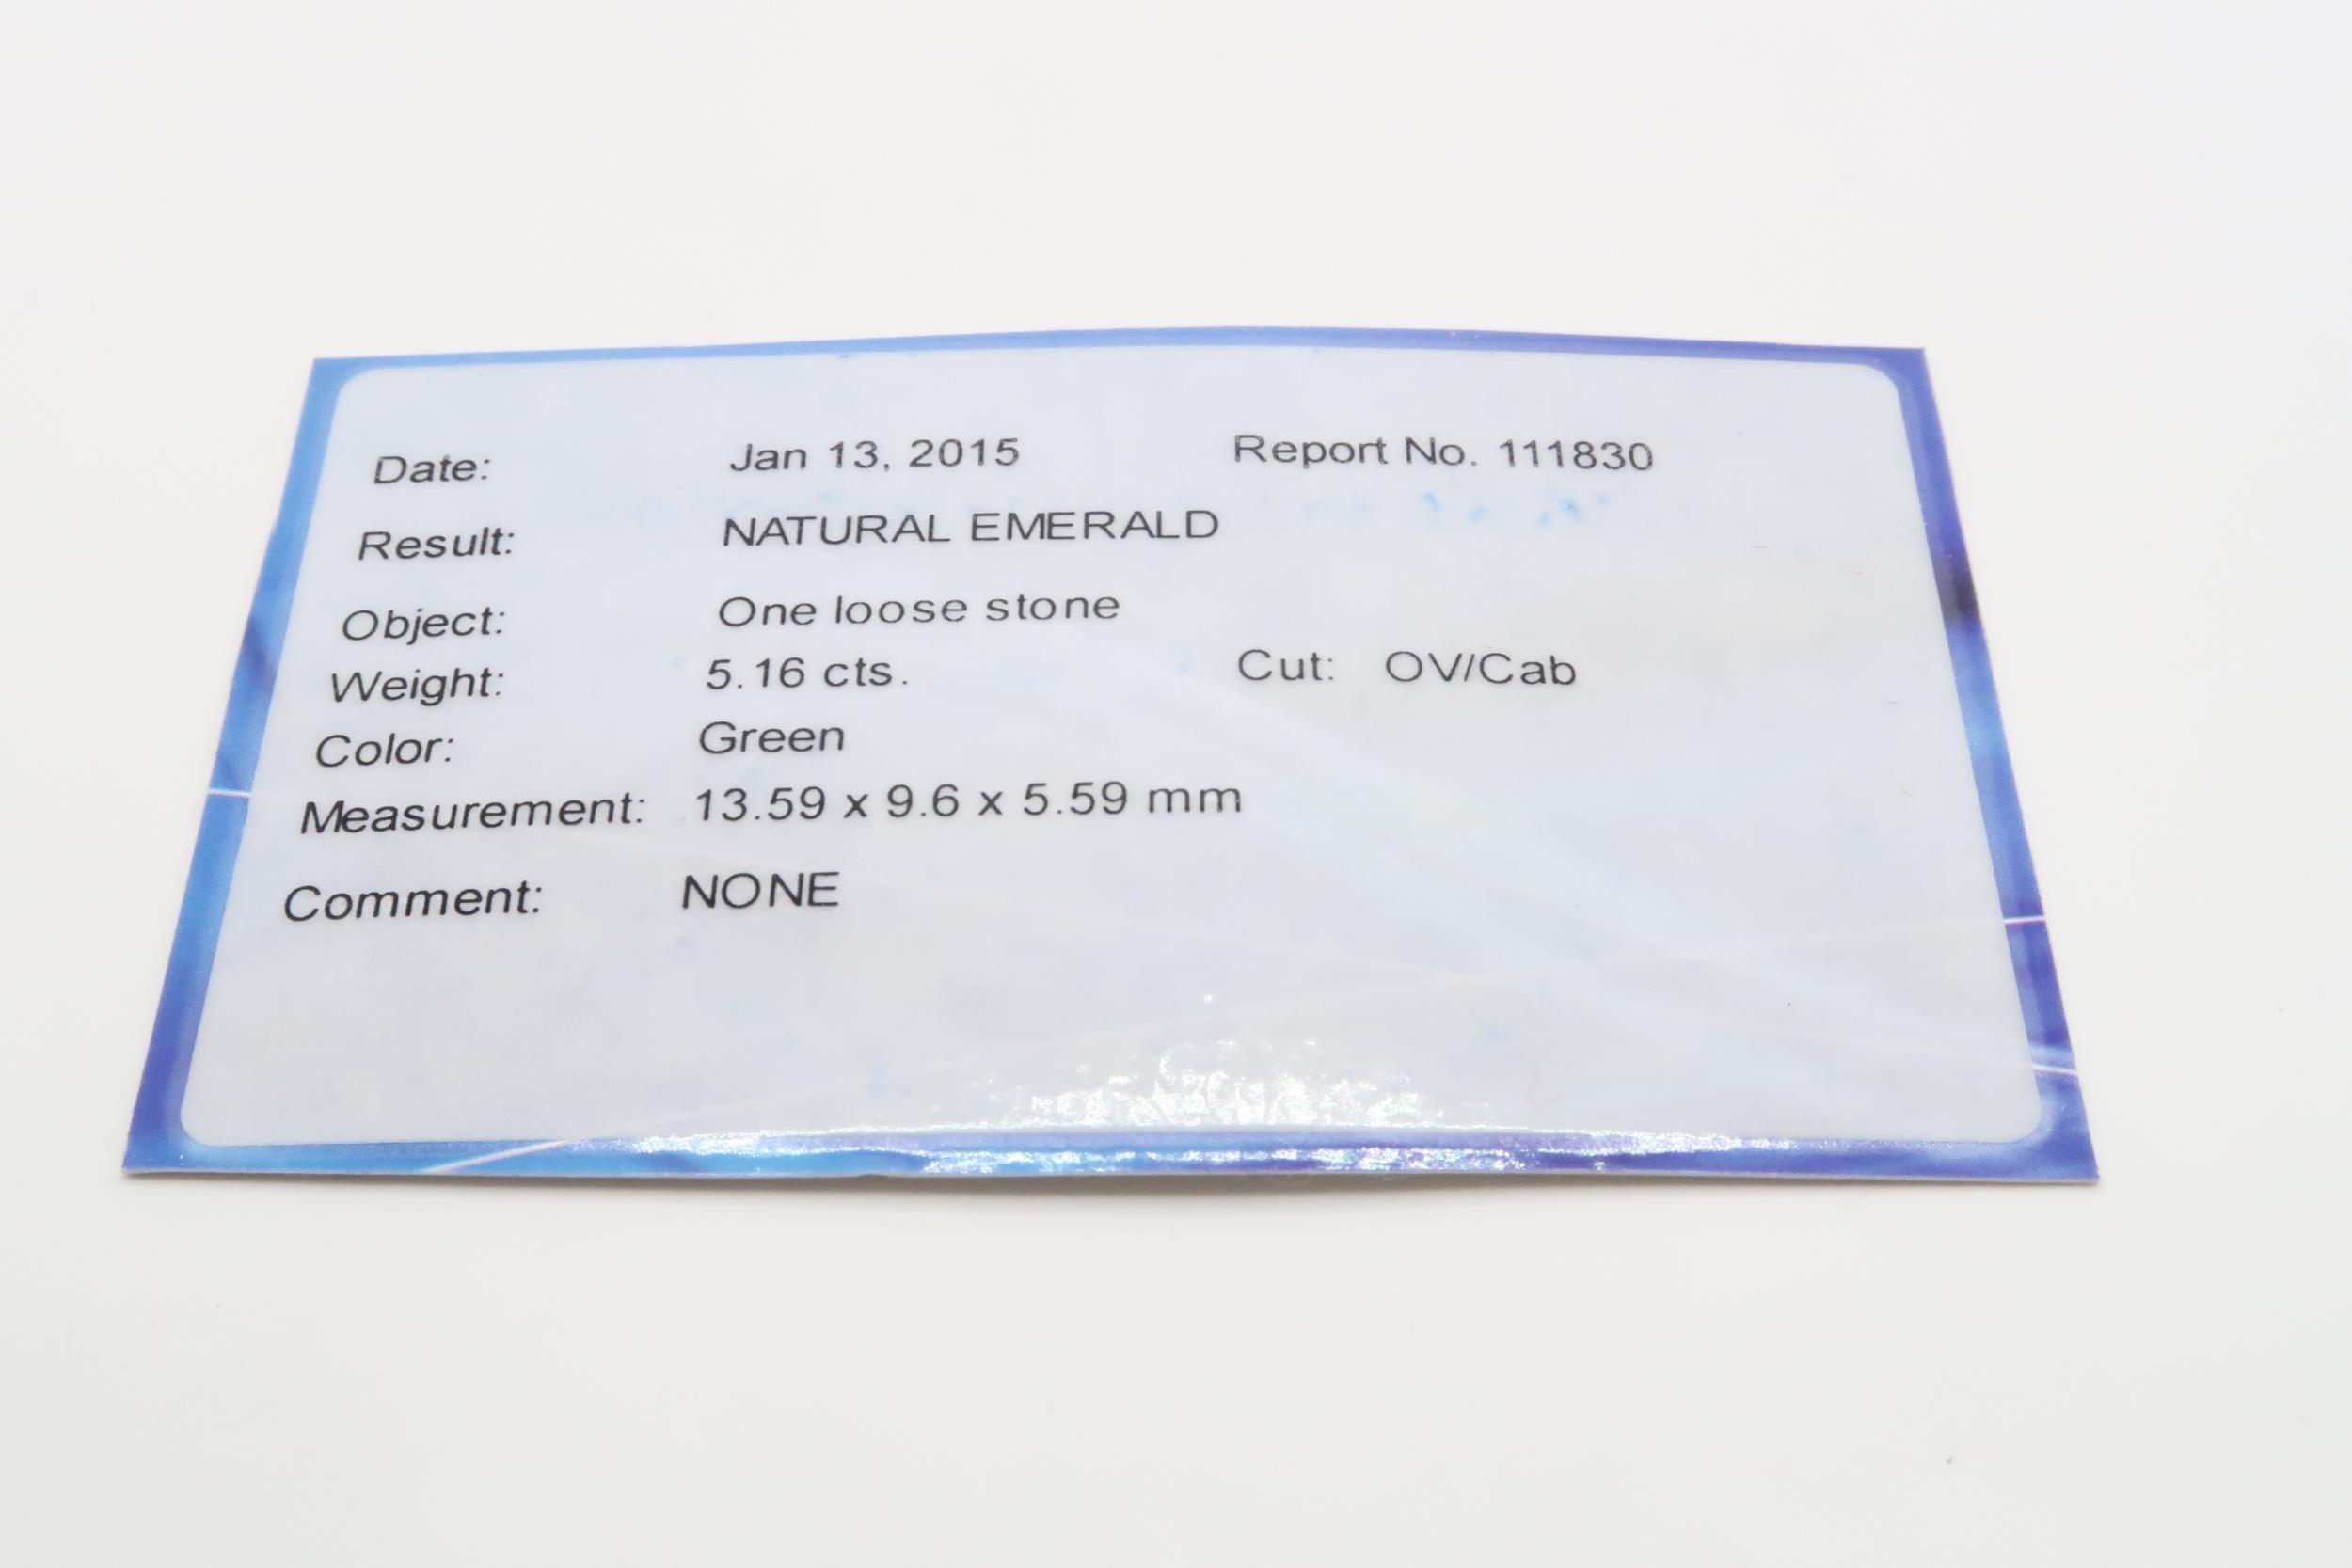 Date: Jan 13, 2015 Report No. 111830
Result: NATURAL EMERALD
Object: One loose stone
Weight: 5.16 cts. Cut: OV/Cab
Color: Green
Measurement: 13.59 x 9.6 x 5.59 mm
Comment: NONE